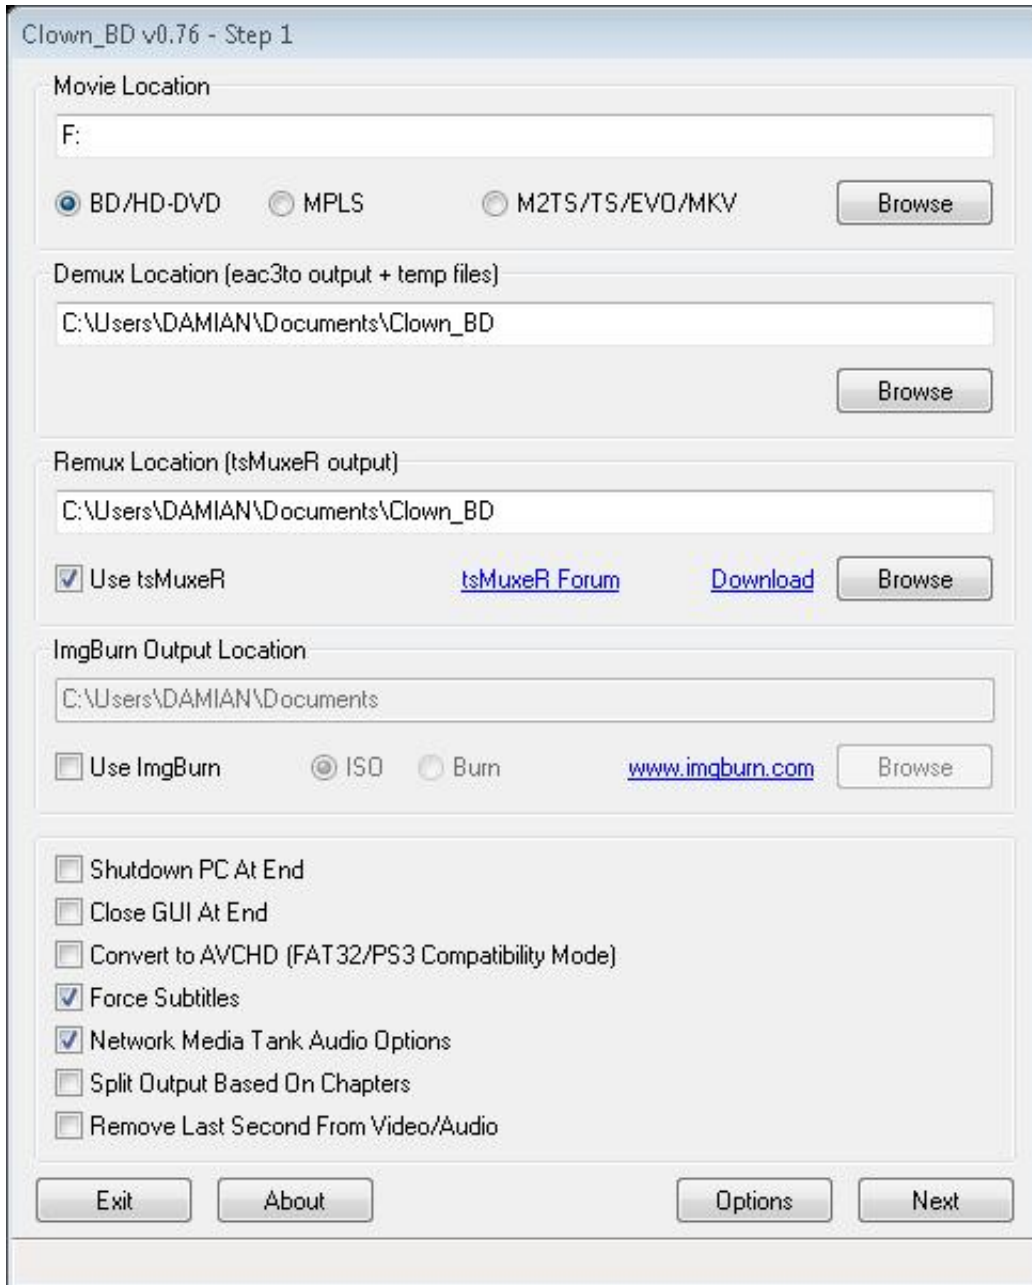 Clown_BD v0.76 - Step 1
Movie Location
F:
BD/HD-DVD MPLS M2TS/TS/EVO/MKV Browse
Demux Location (eac3to output + temp files)
C:\Users\DAMIAN\Documents\Clown_BD
Browse
Remux Location (tsMuxeR output)
C:\Users\DAMIAN\Documents\Clown_BD
Use tsMuxeR tsMuxeR Forum Download Browse
ImgBurn Output Location
C:\Users\DAMIAN\Documents
Use ImgBurn ISO Burn www.imgburn.com Browse
Shutdown PC At End
Close GUI At End
Convert to AVCHD (FAT32/PS3 Compatibility Mode)
Force Subtitles
Network Media Tank Audio Options
Split Output Based On Chapters
Remove Last Second From Video/Audio
Exit About Options Next